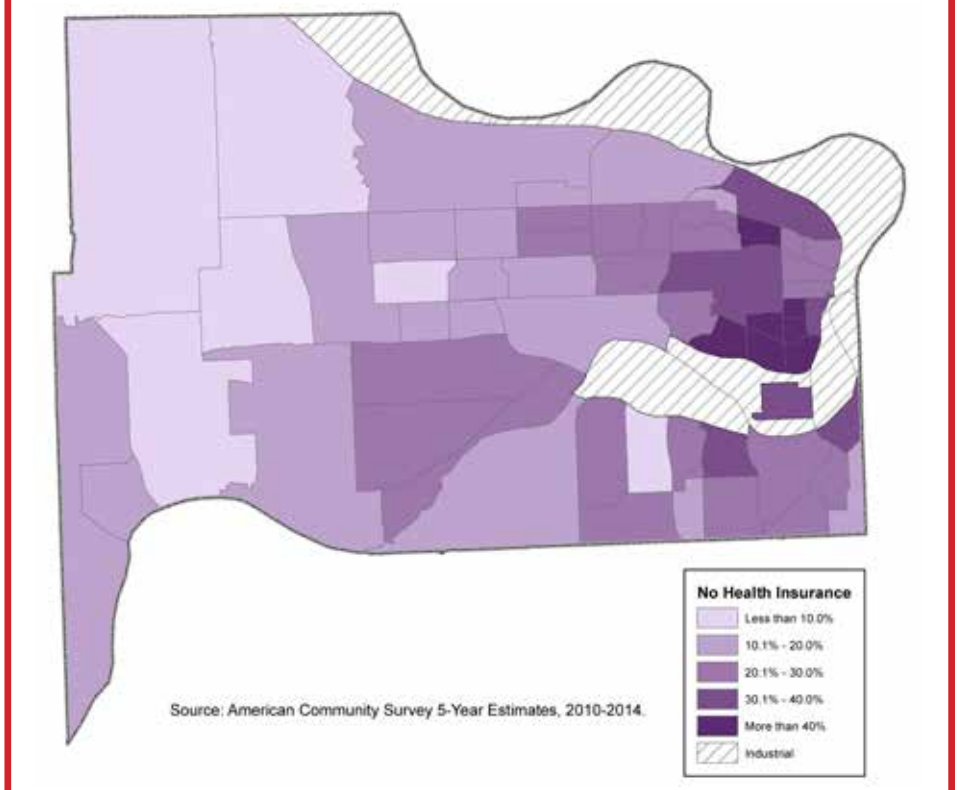 No Health Insurance
Less than 10.0%
10.1% - 20.0%
20.1% - 30.0%
30.1% - 40.0%
More than 40%
Industrial
Source: American Community Survey 5-Year Estimates, 2010-2014.